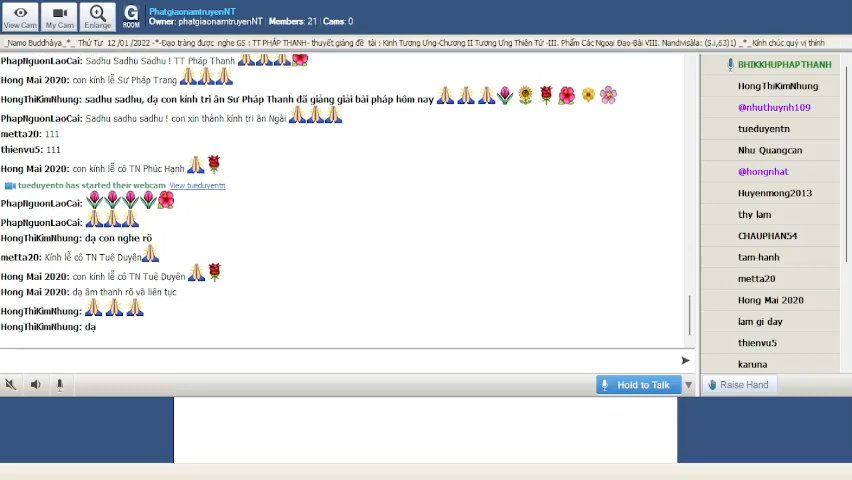 PhatgiaonamtruyenNT
Owner: phatgiaonamtruyenNT Members: 21 | Cams: 0
View Cam
My Cam
Enlarge
G
ROOM
_Namo Buddhàya_*_ Thứ Tư 12 /01 /2022 -*-Đạo tràng được nghe GS : TT PHÁP THANH- thuyết giảng đề tài : Kinh Tương Ưng-Chương II Tương Ưng Thiên Tử -III. Phẩm Các Ngoại Đạo-Bài VIII. Nandivisàla: (S.i,63)1) _*_ Kính chúc quý vị thính
PhapNguonLaoCai: Sadhu Sadhu Sadhu ! TT Pháp Thanh
Hong Mai 2020: con kính lễ Sư Pháp Trang
HongThiKimNhung: sadhu sadhu, dạ con kính tri ân Sư Pháp Thanh đã giảng giải bài pháp hôm nay
PhapNguonLaoCai: Sadhu sadhu sadhu ! con xin thành kính tri ân Ngài
metta20: 111
thienvu5: 111
Hong Mai 2020: con kính lễ cô TN Phúc Hạnh
tueduyentn has started their webcam View tueduyentn
PhapNguonLaoCai:
PhapNguonLaoCai:
HongThiKimNhung: dạ con nghe rõ
metta20: Kính lễ cô TN Tuệ Duyên
Hong Mai 2020: con kính lễ cô TN Tuệ Duyên
Hong Mai 2020: dạ âm thanh rõ và liên tục
HongThiKimNhung:
HongThiKimNhung: dạ
Hold to Talk
BHIKKHUPHAPTHANH
HongThiKimNhung
@nhuthuynh109
tueduyentn
Nhu Quangcan
@hongnhat
Huyenmong2013
thy lam
CHAUPHAN54
tam-hanh
metta20
Hong Mai 2020
lam gi day
thienvu5
karuna
Raise Hand